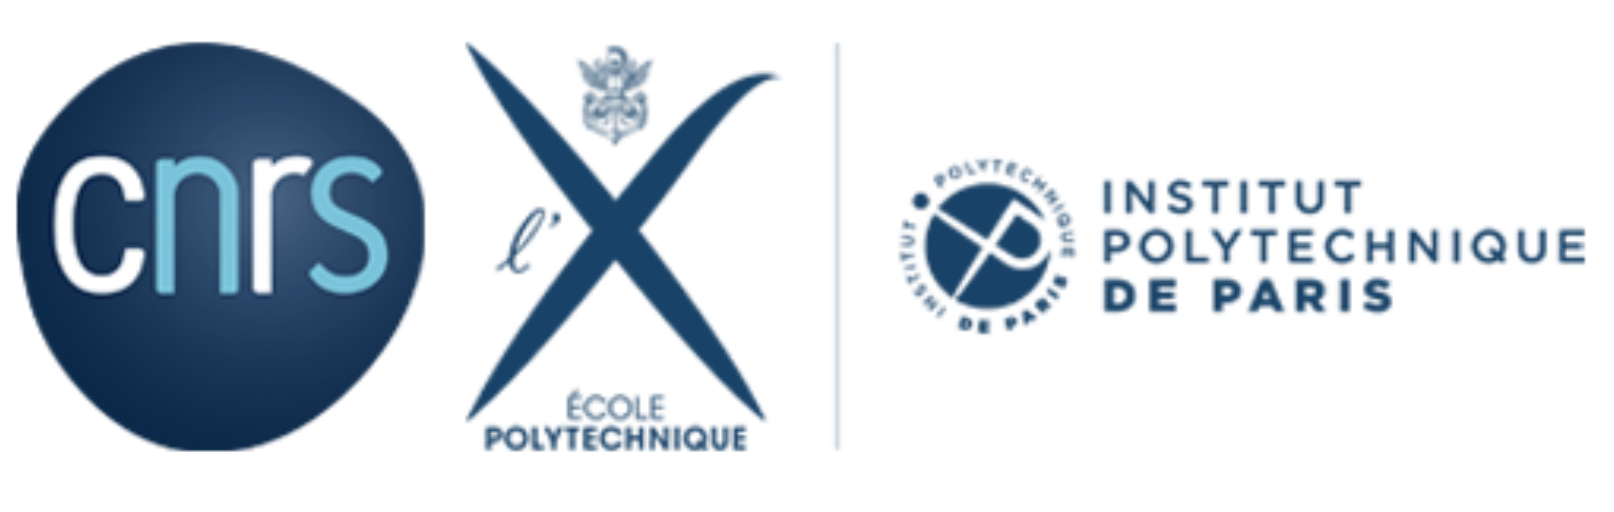 cnrs
l'X
ÉCOLE
POLYTECHNIQUE
INSTITUT POLYTECHNIQUE DE PARIS
INSTITUT
POLYTECHNIQUE
DE PARIS